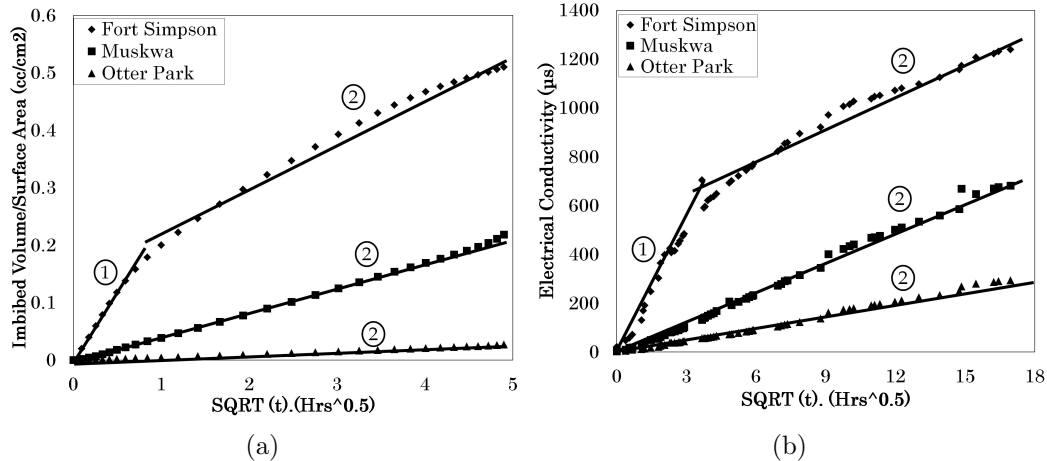 Imbibed Volume/Surface Area (cc/cm2)
0.6
0.5
0.4
0.3
0.2
0.1
0
Fort Simpson
Muskwa
Otter Park
1
2
2
2
0 1 2 3 4 5
SQRT (t).(Hrs^0.5)
(a)
Electrical Conductivity (µs)
1400
1200
1000
800
600
400
200
0
Fort Simpson
Muskwa
Otter Park
1
2
2
2
0 3 6 9 12 15 18
SQRT (t). (Hrs^0.5)
(b)